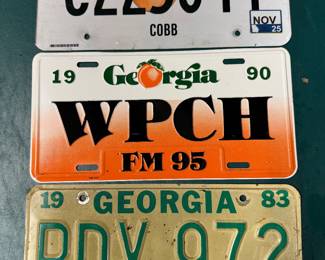 NOV
25
COBB
19 Georgia 90
WPCH
FM 95
19 GEORGIA 83